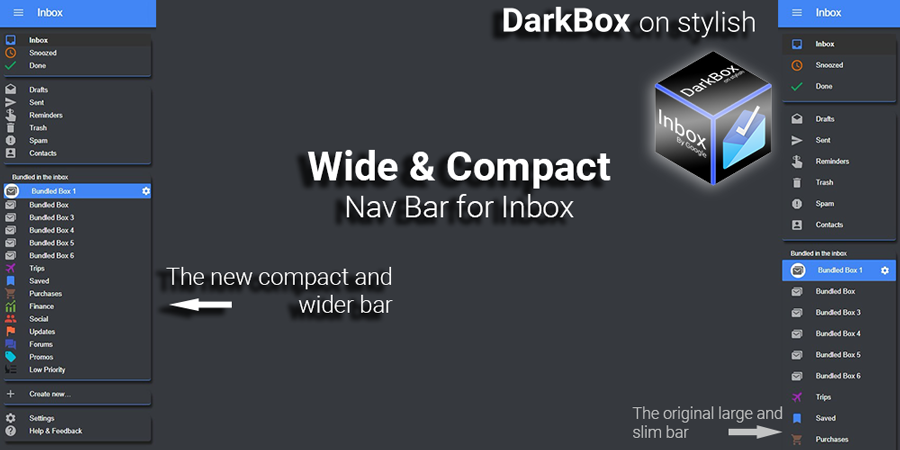 Inbox
Inbox
Snoozed
Done
Drafts
Sent
Reminders
Trash
Spam
Contacts
Bundled in the inbox
Bundled Box 1
Bundled Box
Bundled Box 3
Bundled Box 4
Bundled Box 5
Bundled Box 6
Trips
Saved
Purchases
Finance
Social
Updates
Forums
Promos
Low Priority
Create new...
Settings
Help & Feedback
DarkBox on stylish
DarkBox
on stylish
Inbox
By Google
Wide & Compact
Nav Bar for Inbox
The new compact and
wider bar
The original large and
slim bar
Inbox
Inbox
Snoozed
Done
Drafts
Sent
Reminders
Trash
Spam
Contacts
Bundled in the inbox
Bundled Box 1
Bundled Box
Bundled Box 3
Bundled Box 4
Bundled Box 5
Bundled Box 6
Trips
Saved
Purchases